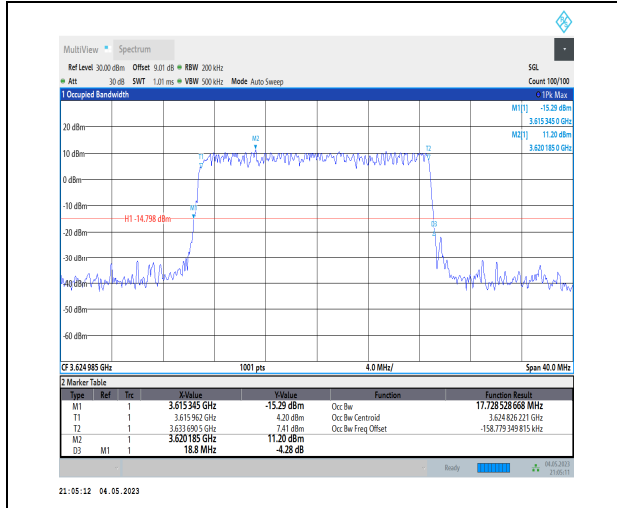 MultiView Spectrum
Ref Level 30.00 dBm Offset 9.01 dB RBW 200 kHz SGL
Att 30 dB SWT 1.01 ms VBW 500 kHz Mode Auto Sweep Count 100/100
1 Occupied Bandwidth 1Pk Max
M1[1] -15.29 dBm
3.615 345 0 GHz
M2[1] 11.20 dBm
3.620 185 0 GHz
20 dBm
M2
T1
T2
10 dBm
0 dBm
-10 dBm
M1
H1 -14.798 dBm
D3
-20 dBm
-30 dBm
-40 dBm
-50 dBm
-60 dBm
CF 3.624 985 GHz 1001 pts 4.0 MHz/ Span 40.0 MHz
2 Marker Table
Type Ref Trc X-Value Y-Value Function Function Result
M1 1 3.615345 GHz -15.29 dBm Occ Bw 17.728 528 668 MHz
T1 1 3.615 962 GHz 4.20 dBm Occ Bw Centroid 3.624 826 221 GHz
T2 1 3.633 690 5 GHz 7.41 dBm Occ Bw Freq Offset -158.779 349 815 kHz
M2 1 3.620185 GHz 11.20 dBm
D3 M1 1 18.8 MHz -4.28 dB
Ready 04.05.2023
21:05:11
21:05:12 04.05.2023